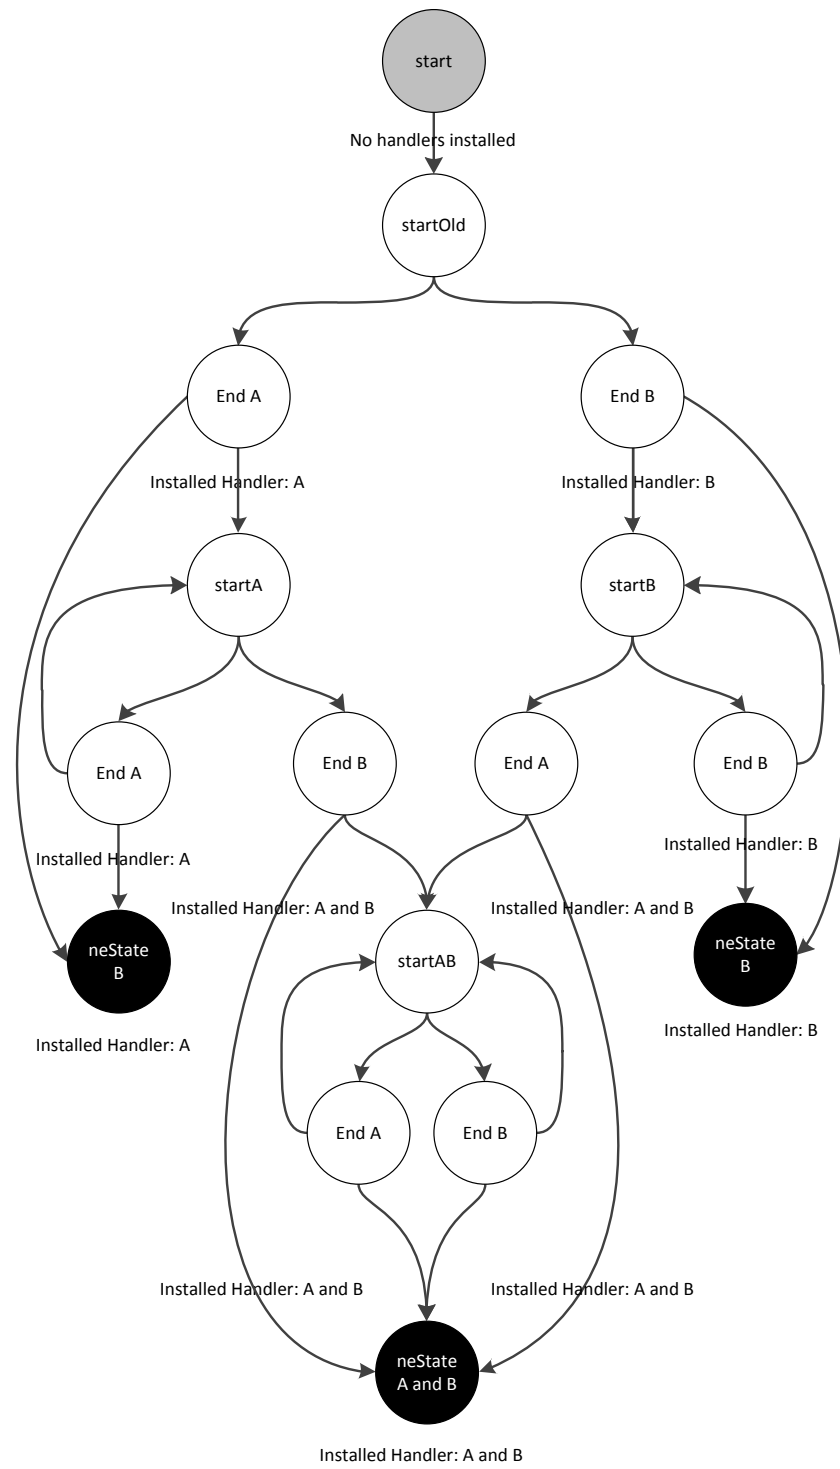 start
No handlers installed
startOld
End A
End B
Installed Handler: A
Installed Handler: B
startA
startB
End A
End B
End A
End B
Installed Handler: A
Installed Handler: B
Installed Handler: A and B
Installed Handler: A and B
neState
B
startAB
neState
B
Installed Handler: A
Installed Handler: B
End A
End B
Installed Handler: A and B
Installed Handler: A and B
neState
A and B
Installed Handler: A and B